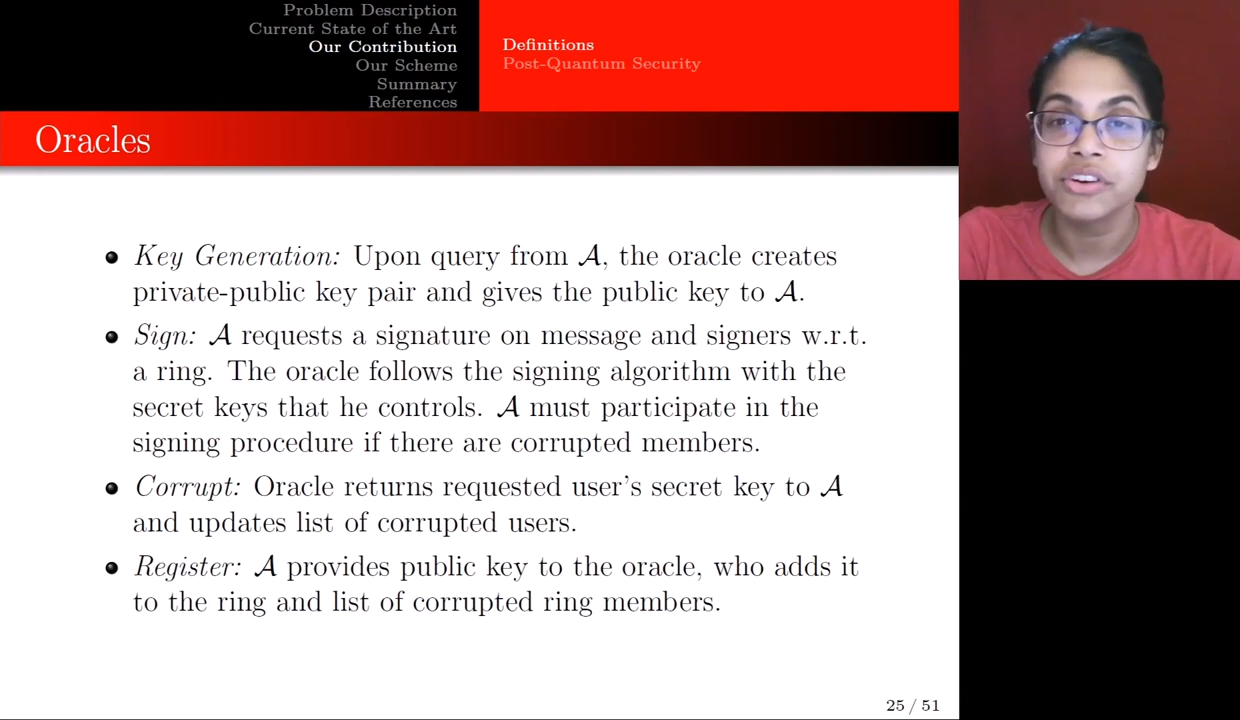 Problem Description
Current State of the Art
Our Contribution
Our Scheme
Summary
References
Definitions
Post-Quantum Security
Oracles
• Key Generation: Upon query from 𝒜, the oracle creates
private-public key pair and gives the public key to 𝒜.
• Sign: 𝒜 requests a signature on message and signers w.r.t.
a ring. The oracle follows the signing algorithm with the
secret keys that he controls. 𝒜 must participate in the
signing procedure if there are corrupted members.
• Corrupt: Oracle returns requested user's secret key to 𝒜
and updates list of corrupted users.
• Register: 𝒜 provides public key to the oracle, who adds it
to the ring and list of corrupted ring members.
25 / 51